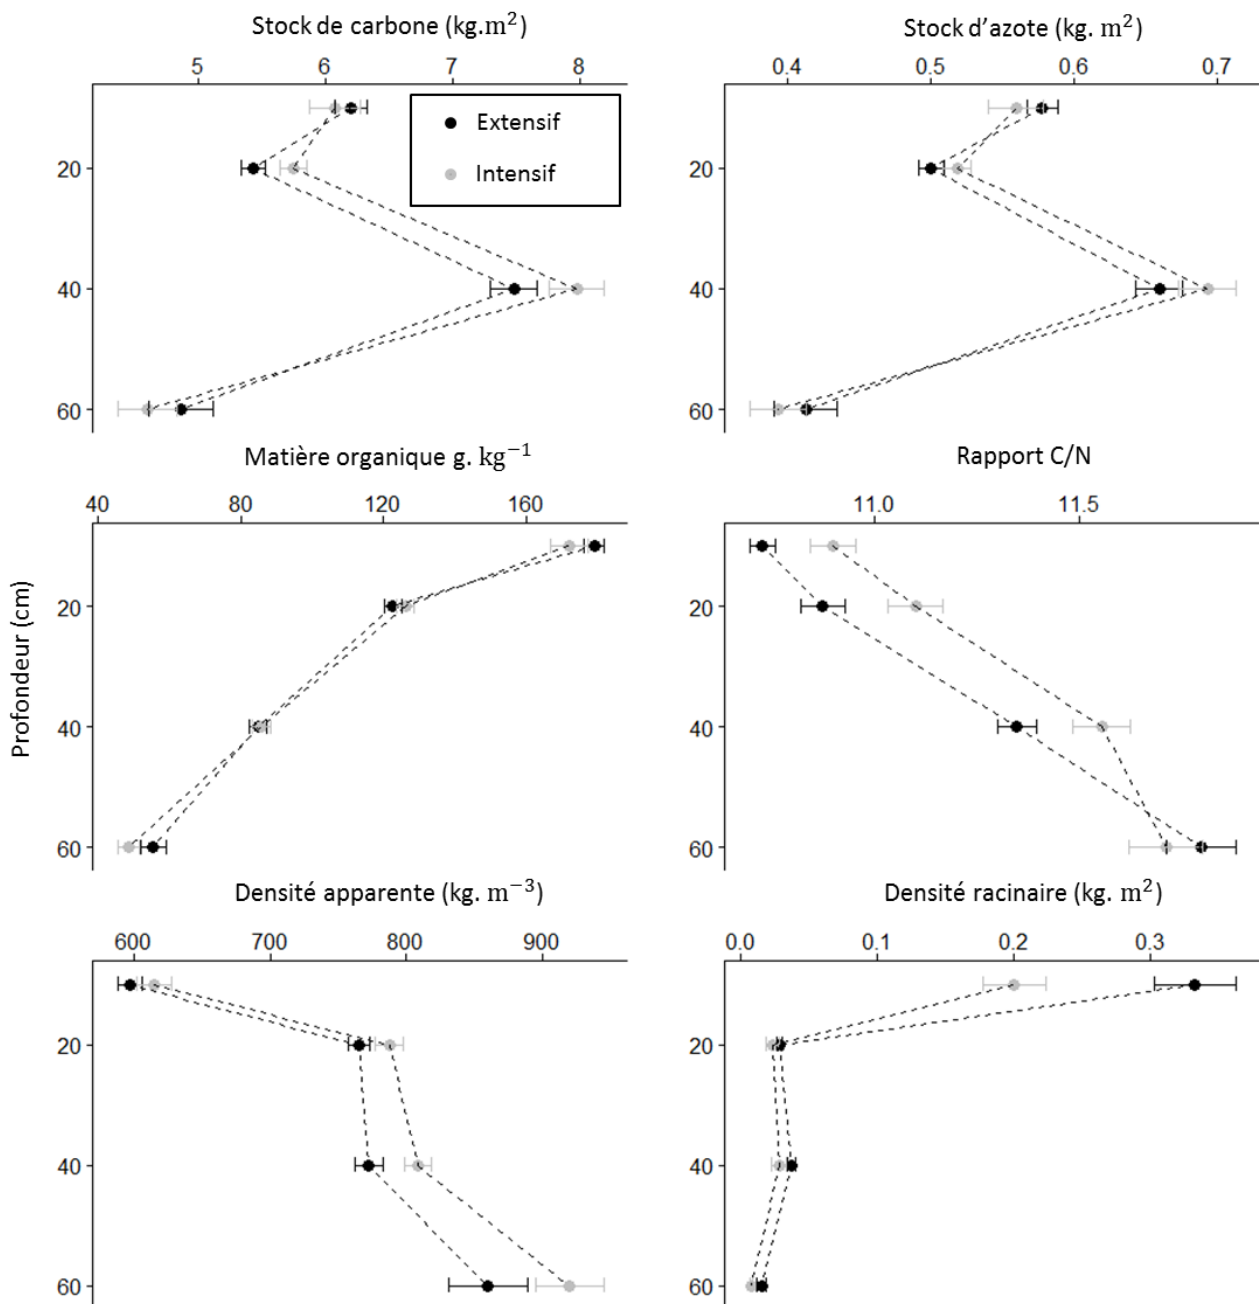 Stock de carbone (kg.m²)
5 6 7 8
20
40
60
Extensif
Intensif
Stock d'azote (kg. m²)
0.4 0.5 0.6 0.7
20
40
60
Matière organique g. kg⁻¹
40 80 120 160
20
40
60
Rapport C/N
11.0 11.5
20
40
60
Profondeur (cm)
Densité apparente (kg. m⁻³)
600 700 800 900
20
40
60
Densité racinaire (kg. m²)
0.0 0.1 0.2 0.3
20
40
60